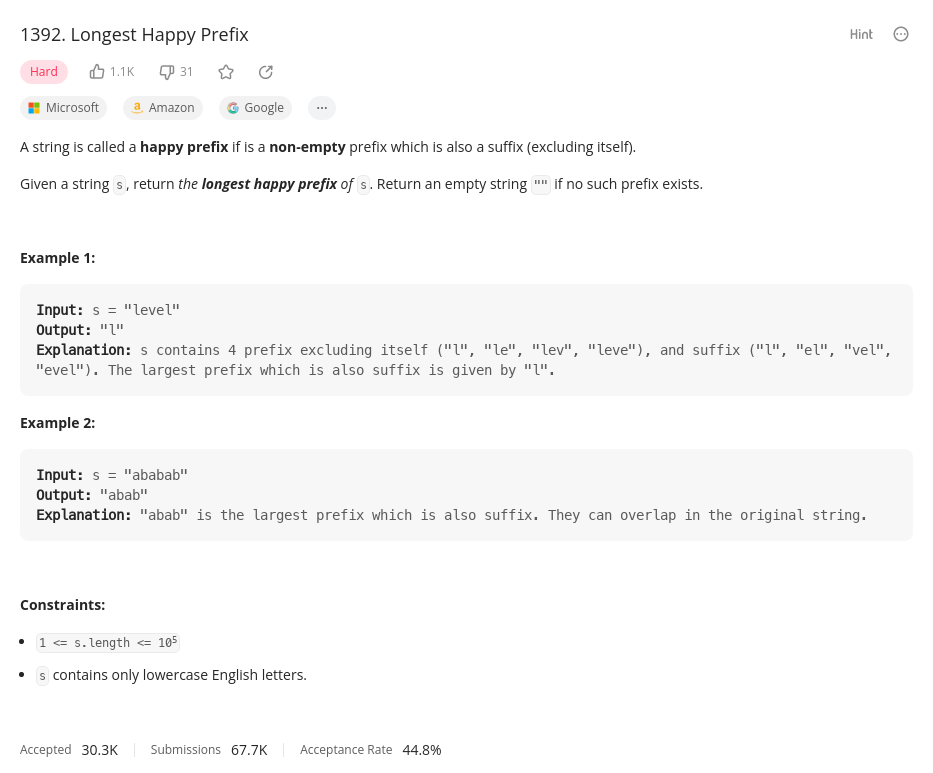 1392. Longest Happy Prefix
Hint
Hard 1.1K 31
Microsoft Amazon Google ...
A string is called a happy prefix if is a non-empty prefix which is also a suffix (excluding itself).
Given a string s, return the longest happy prefix of s. Return an empty string "" if no such prefix exists.
Example 1:
Input: s = "level"
Output: "l"
Explanation: s contains 4 prefix excluding itself ("l", "le", "lev", "leve"), and suffix ("l", "el", "vel",
"evel"). The largest prefix which is also suffix is given by "l".
Example 2:
Input: s = "ababab"
Output: "abab"
Explanation: "abab" is the largest prefix which is also suffix. They can overlap in the original string.
Constraints:
• 1 <= s.length <= 10⁵
• s contains only lowercase English letters.
Accepted 30.3K Submissions 67.7K Acceptance Rate 44.8%